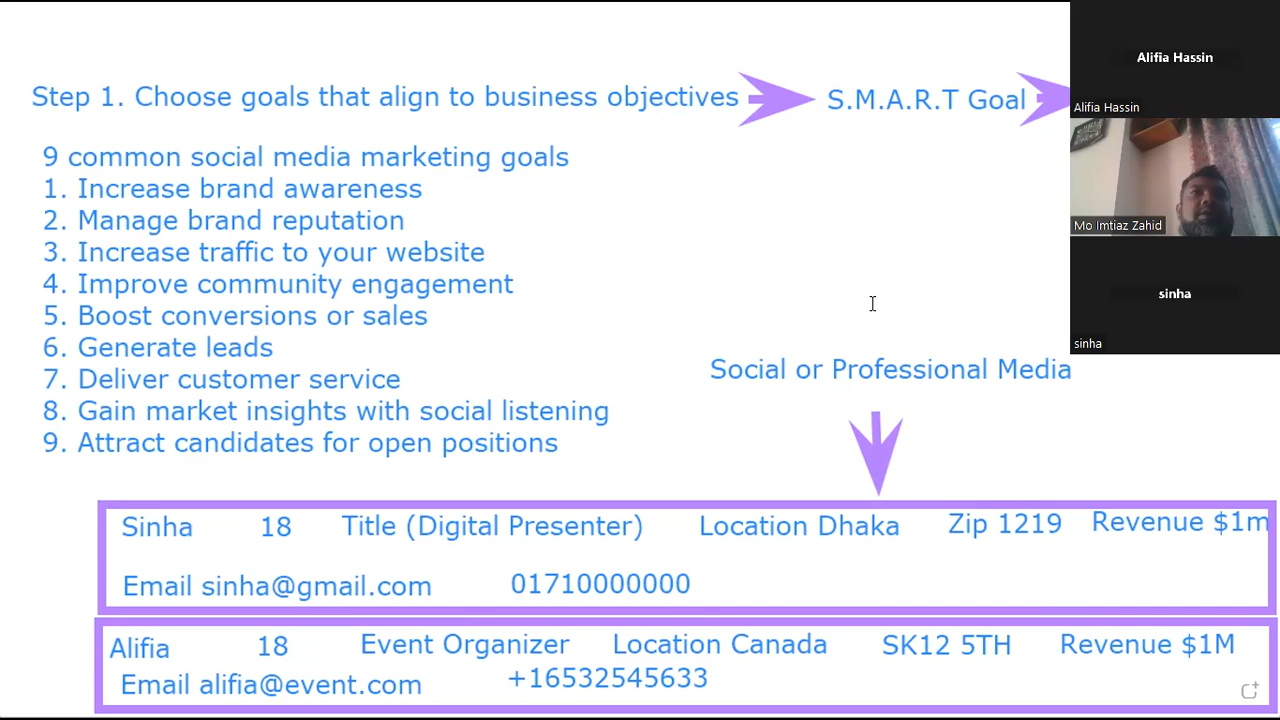 Step 1. Choose goals that align to business objectives
S.M.A.R.T Goal
9 common social media marketing goals
1. Increase brand awareness
2. Manage brand reputation
3. Increase traffic to your website
4. Improve community engagement
5. Boost conversions or sales
6. Generate leads
7. Deliver customer service
8. Gain market insights with social listening
9. Attract candidates for open positions
Social or Professional Media
Sinha 18 Title (Digital Presenter) Location Dhaka Zip 1219 Revenue $1m
Email sinha@gmail.com 01710000000
Alifia 18 Event Organizer Location Canada SK12 5TH Revenue $1M
Email alifia@event.com +16532545633
Alifia Hassin
Alifia Hassin
Mo Imtiaz Zahid
sinha
sinha